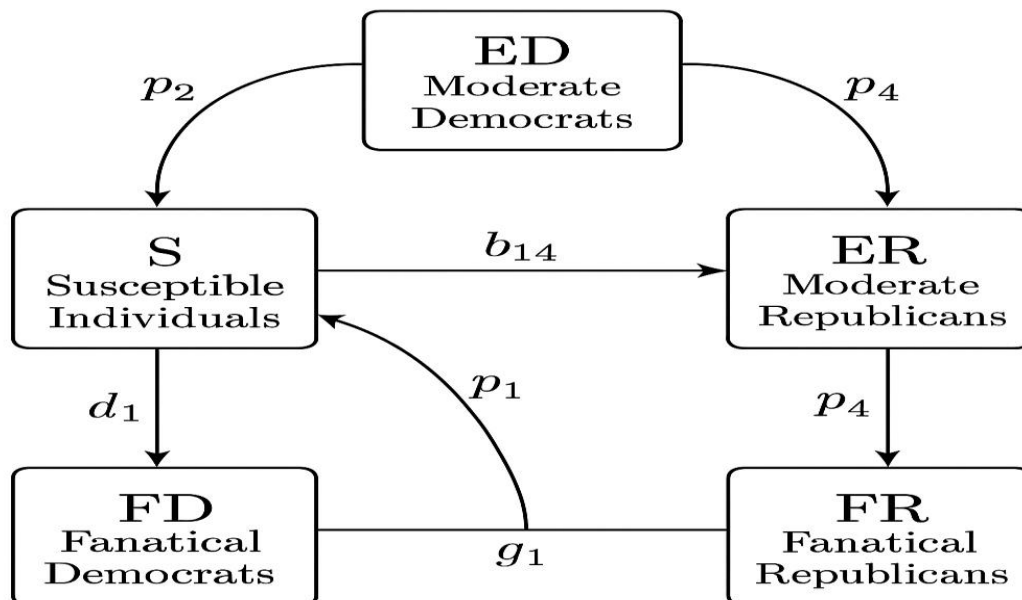 ED
Moderate
Democrats
p2
p4
S
Susceptible
Individuals
b14
ER
Moderate
Republicans
d1
p1
p4
FD
Fanatical
Democrats
g1
FR
Fanatical
Republicans